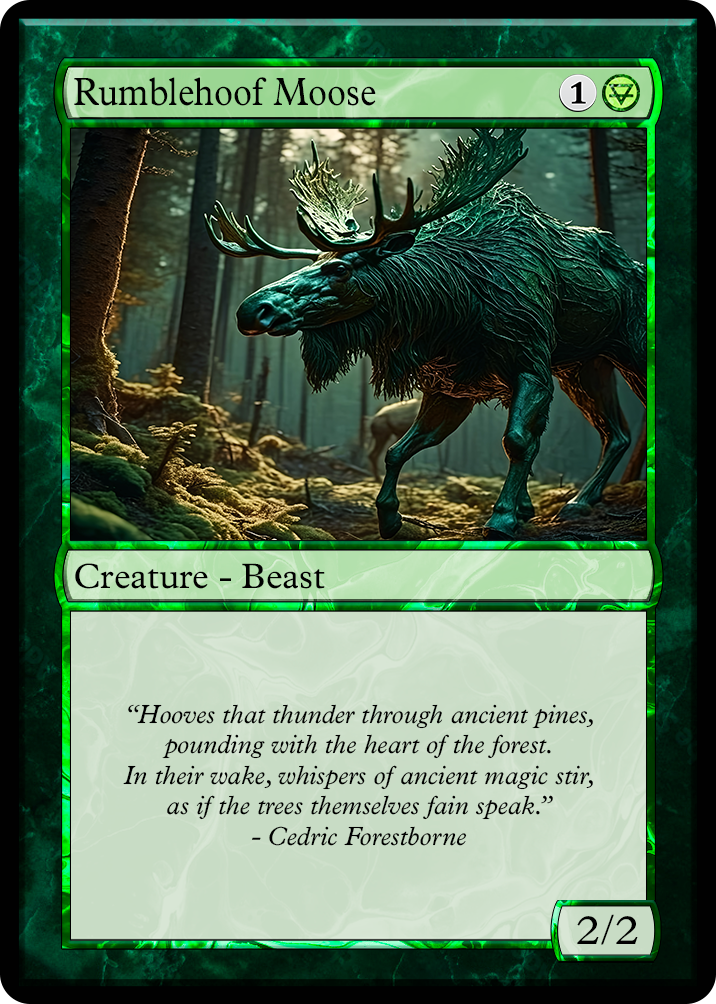 Rumblehoof Moose 1
Creature - Beast
“Hooves that thunder through ancient pines,
pounding with the heart of the forest.
In their wake, whispers of ancient magic stir,
as if the trees themselves fain speak.”
- Cedric Forestborne
2/2